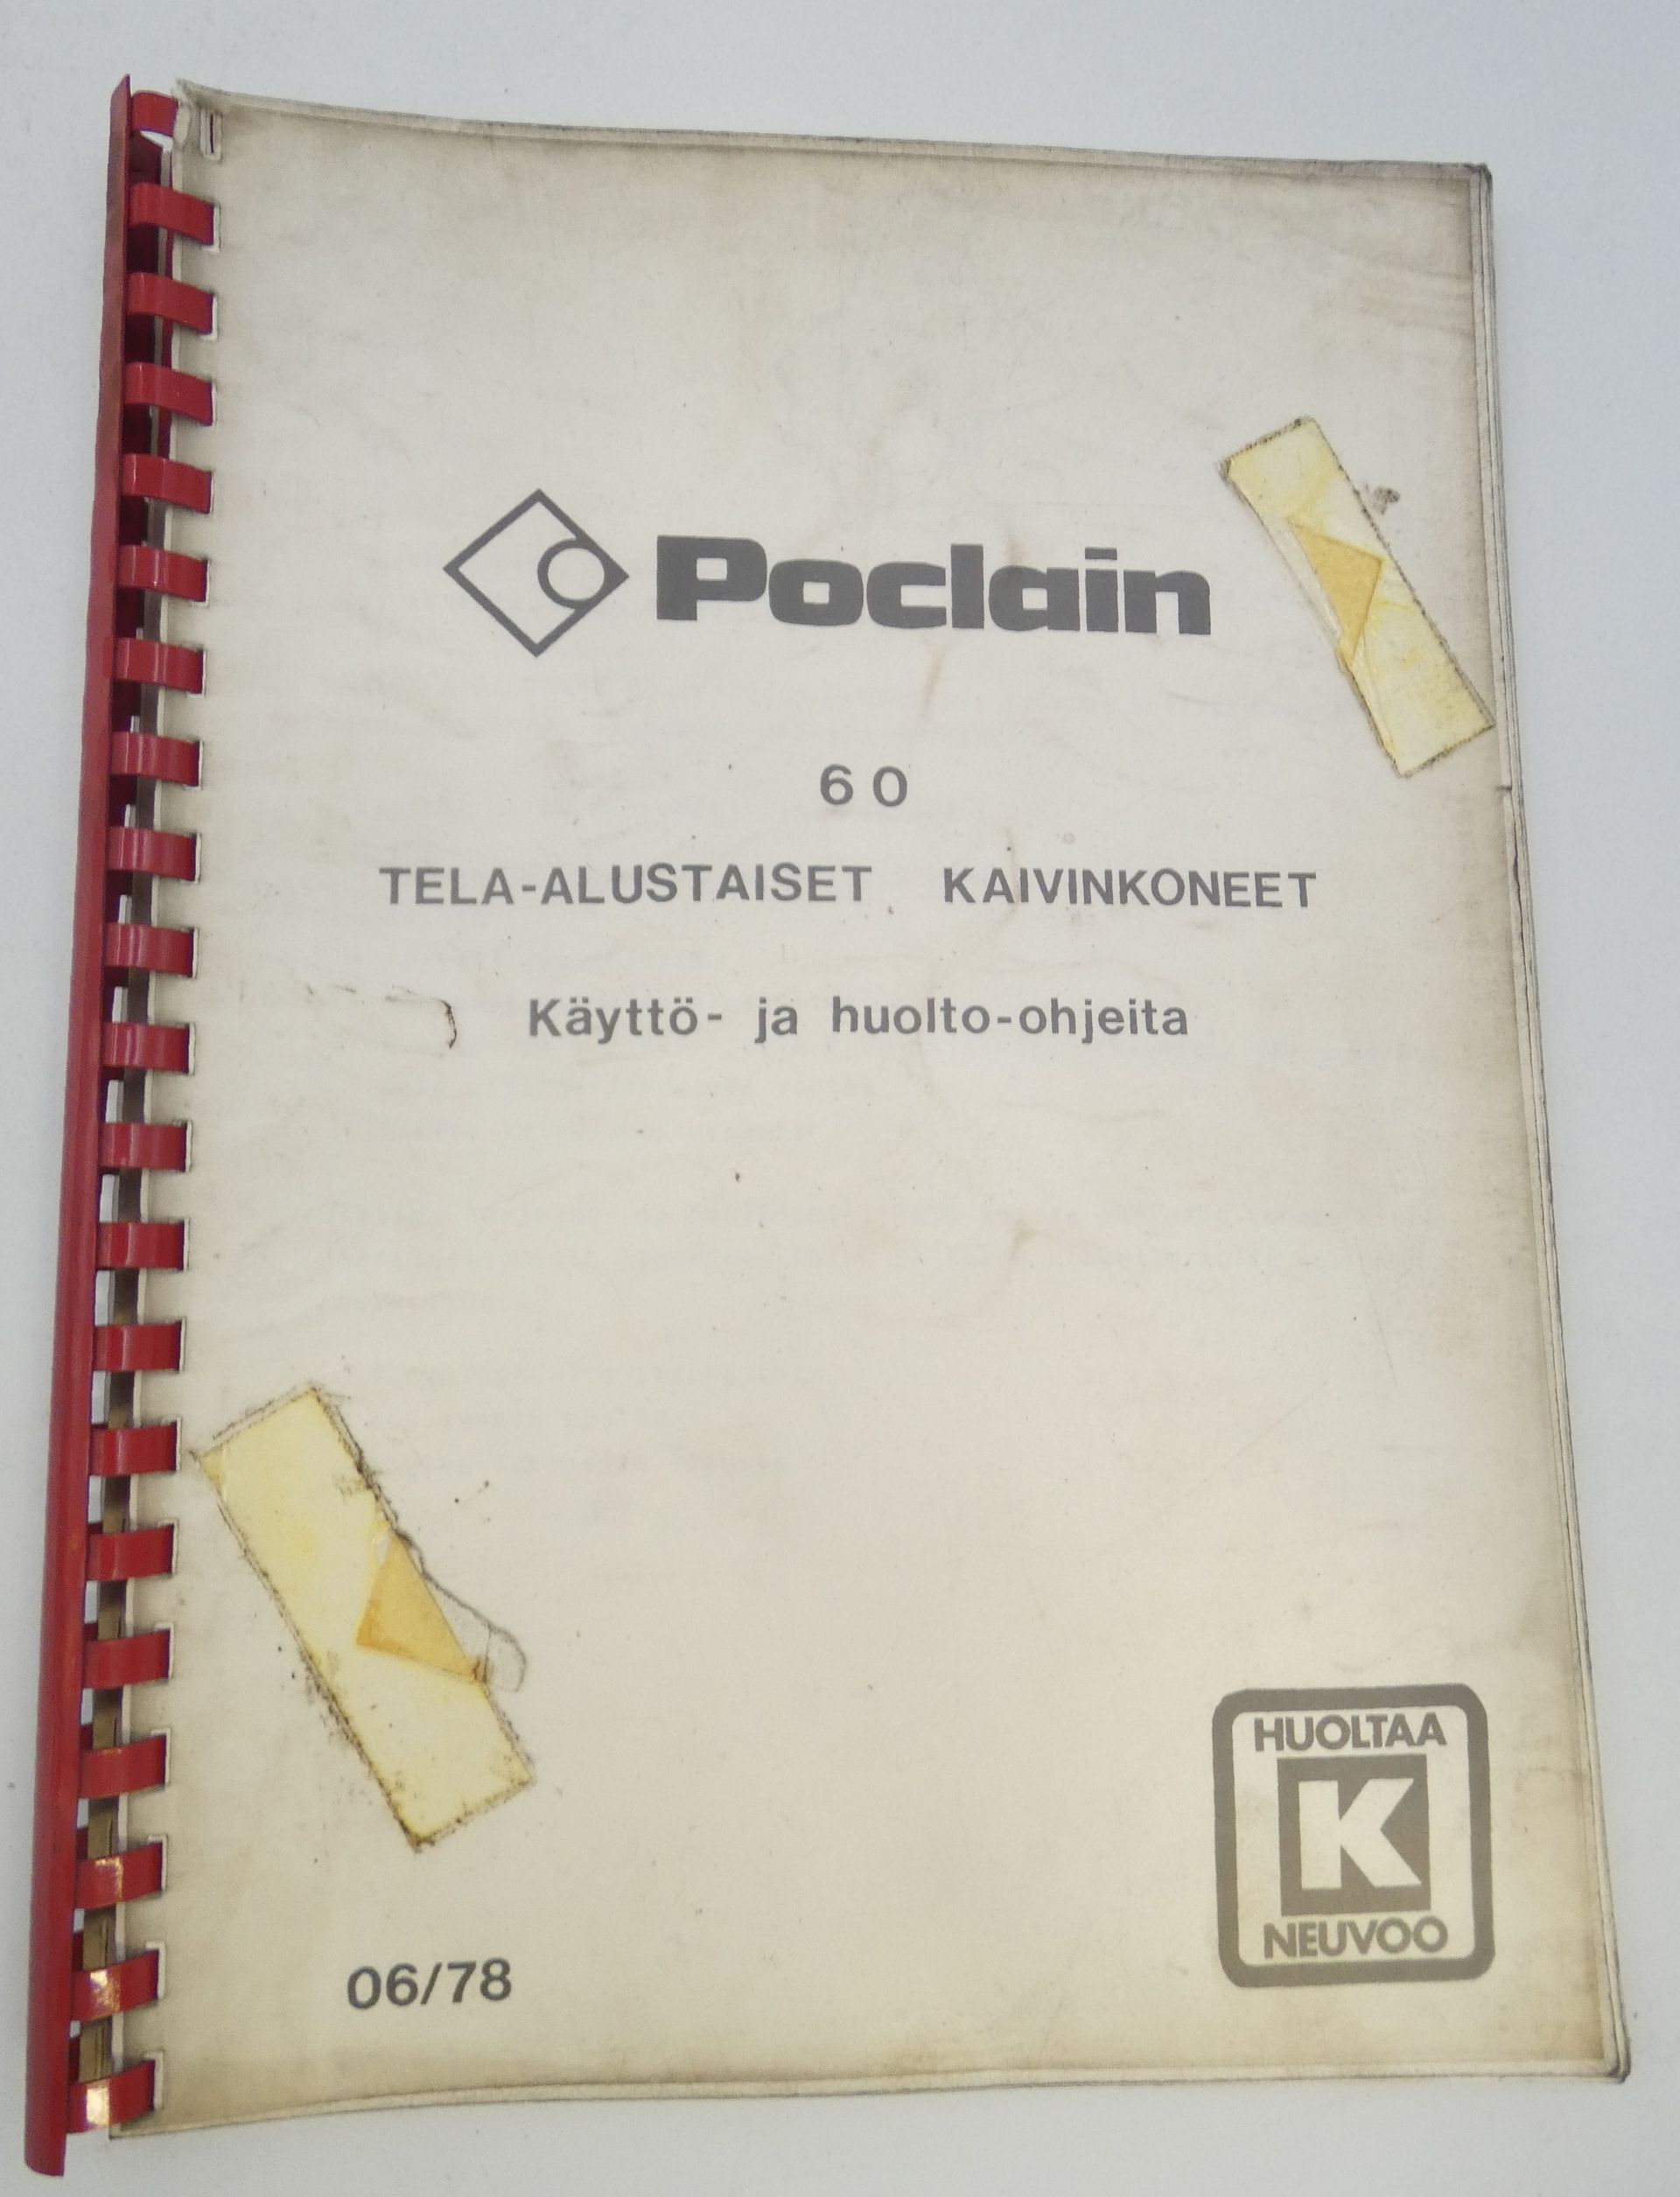 Poclain
60
TELA-ALUSTAISET KAIVINKONEET
Käyttö- ja huolto-ohjeita
HUOLTAA
K
NEUVOO
06/78